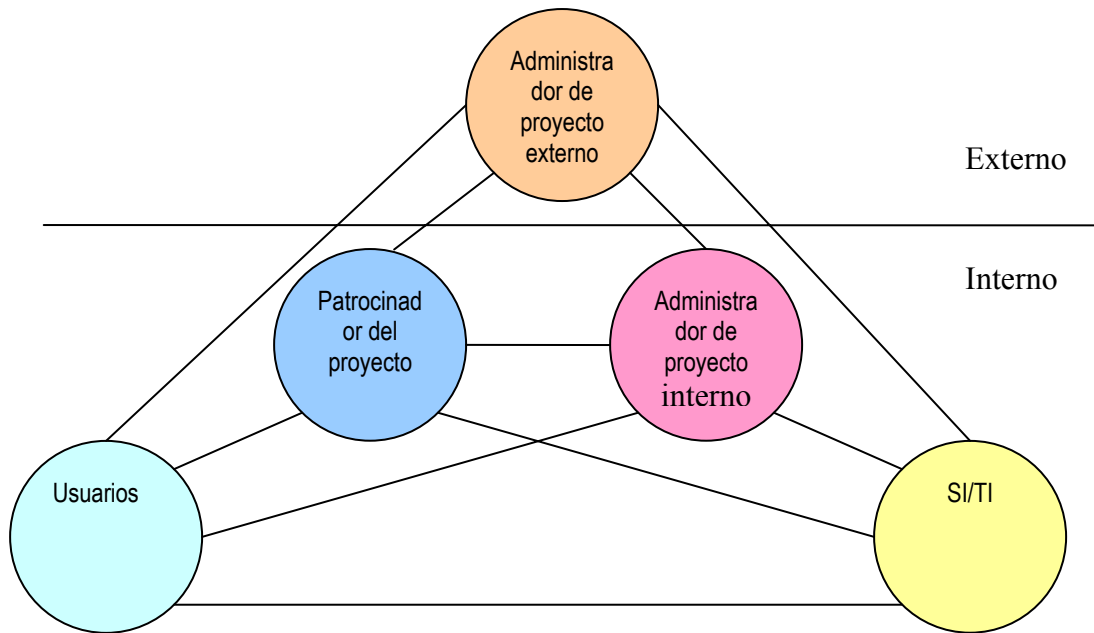 Administra
dor de
proyecto
externo
Externo
Interno
Patrocinad
or del
proyecto
Administra
dor de
proyecto
interno
Usuarios
SI/TI